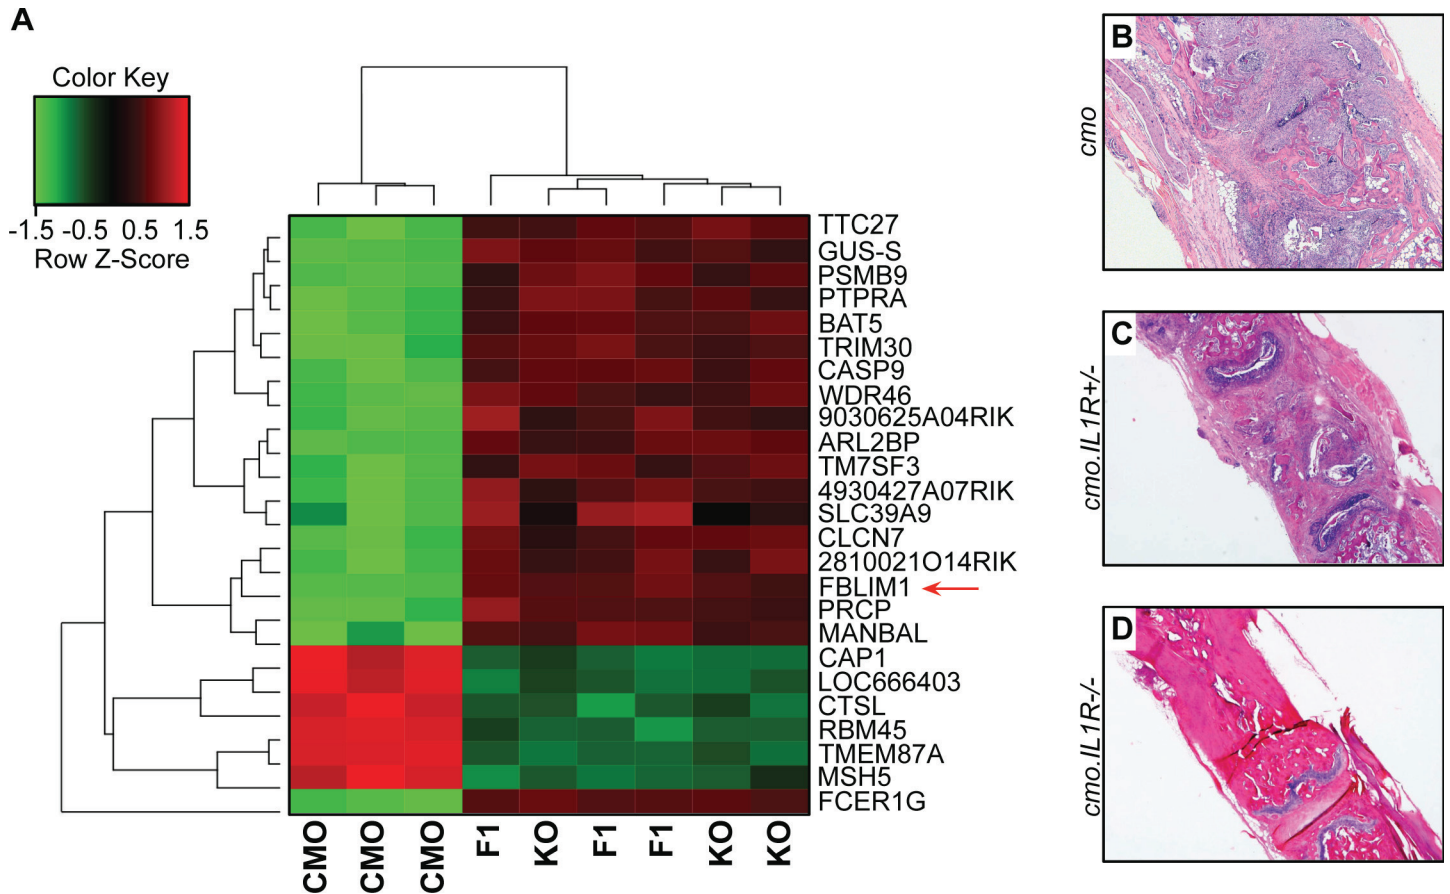 A
Color Key
-1.5 -0.5 0.5 1.5
Row Z-Score
TTC27
GUS-S
PSMB9
PTPRA
BAT5
TRIM30
CASP9
WDR46
9030625A04RIK
ARL2BP
TM7SF3
4930427A07RIK
SLC39A9
CLCN7
2810021O14RIK
FBLIM1
PRCP
MANBAL
CAP1
LOC666403
CTSL
RBM45
TMEM87A
MSH5
FCER1G
CMO CMO CMO F1 KO F1 F1 KO KO
B
cmo
C
cmo.IL1R+/-
D
cmo.IL1R-/-